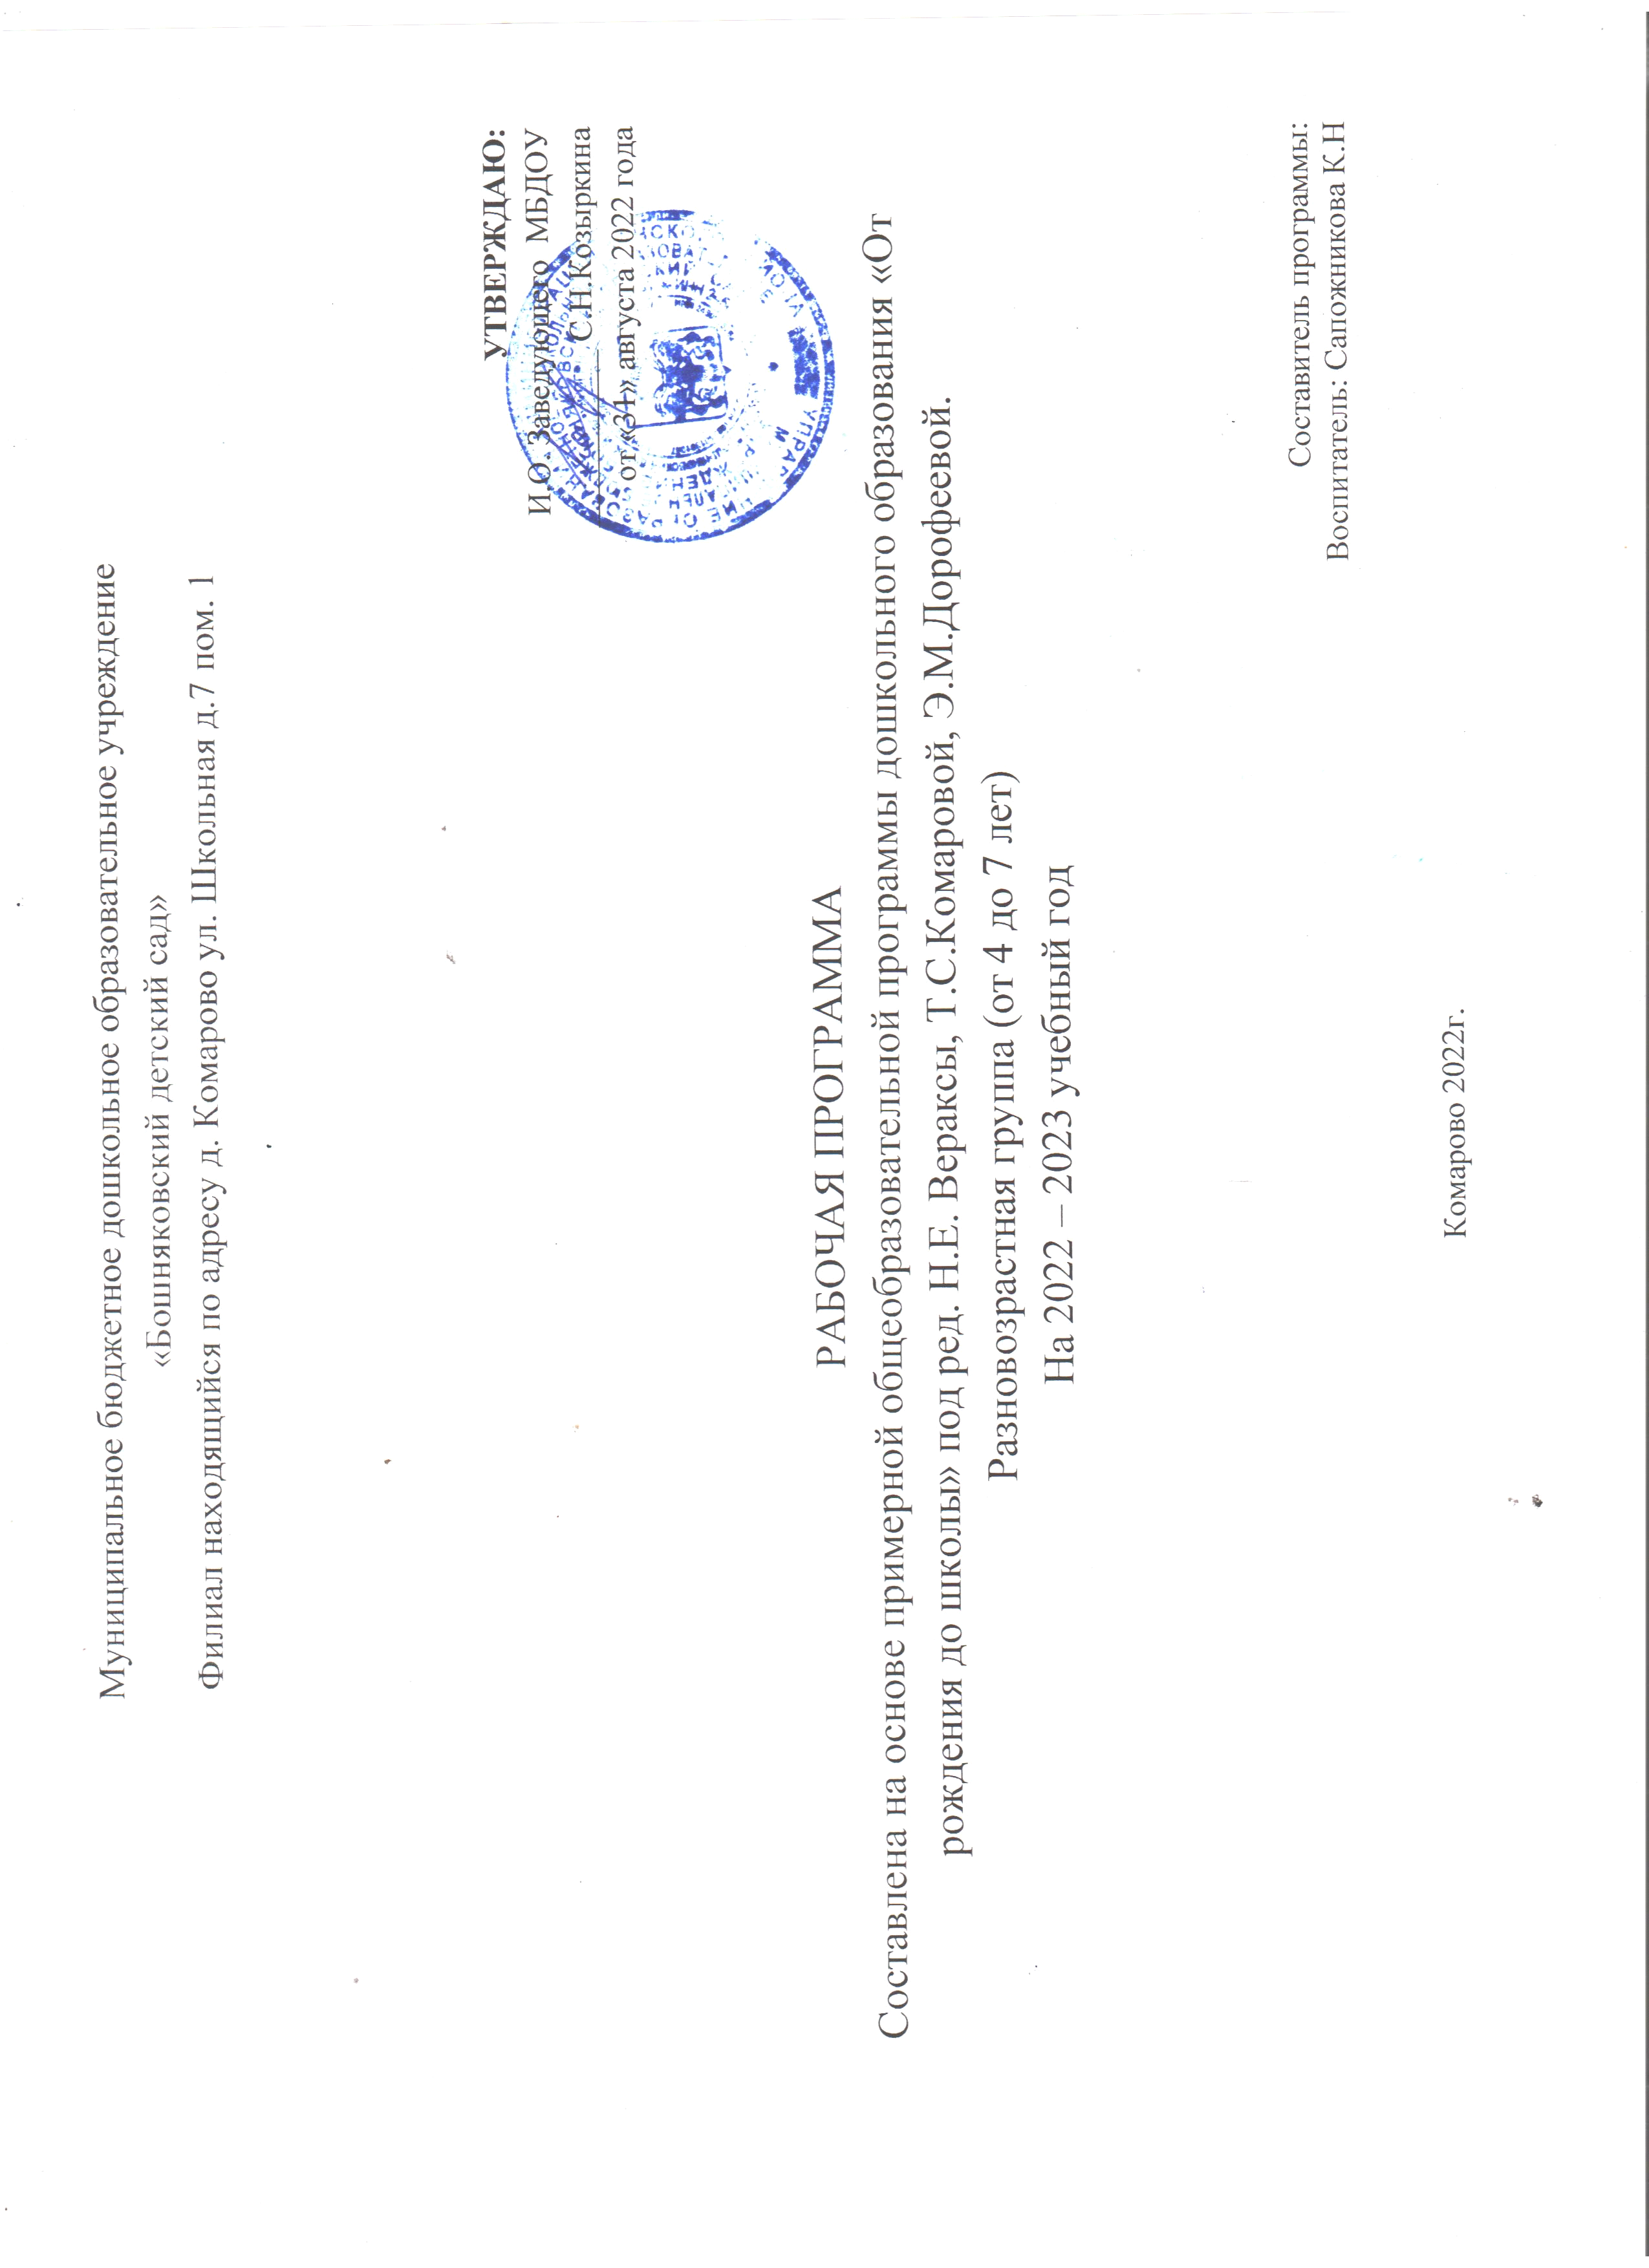 Муниципальное бюджетное дошкольное образовательное учреждение
«Бошняковский детский сад»
Филиал находящийся по адресу д. Комарово ул. Школьная д.7 пом. 1
УТВЕРЖДАЮ:
И.О. Заведующего МБДОУ
С.Н.Козыркина
от «31» августа 2022 года
РАБОЧАЯ ПРОГРАММА
Составлена на основе примерной общеобразовательной программы дошкольного образования «От
рождения до школы» под ред. Н.Е. Вераксы, Т.С.Комаровой, Э.М.Дорофеевой.
Разновозрастная группа (от 4 до 7 лет)
На 2022 – 2023 учебный год
Составитель программы:
Воспитатель: Сапожникова К.Н
Комарово 2022г.